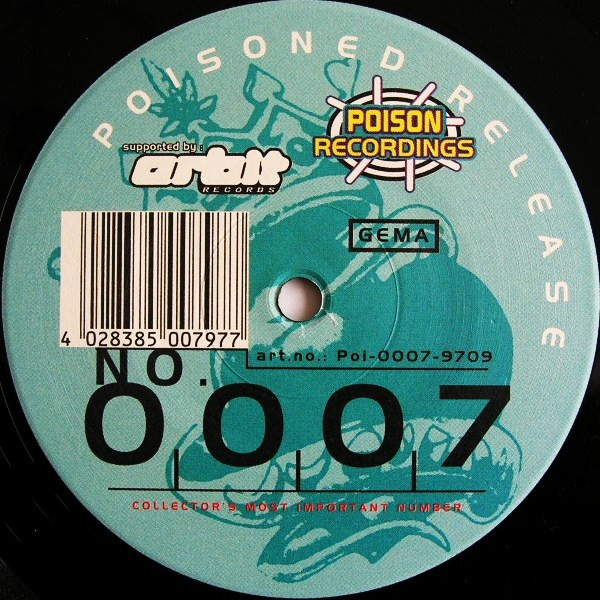 POISONED RELEASE
supported by :
orbit
RECORDS
POISON
RECORDINGS
GEMA
4 028385 007977
art.no.: Poi-0007-9709
NO.
0007
COLLECTOR'S MOST IMPORTANT NUMBER